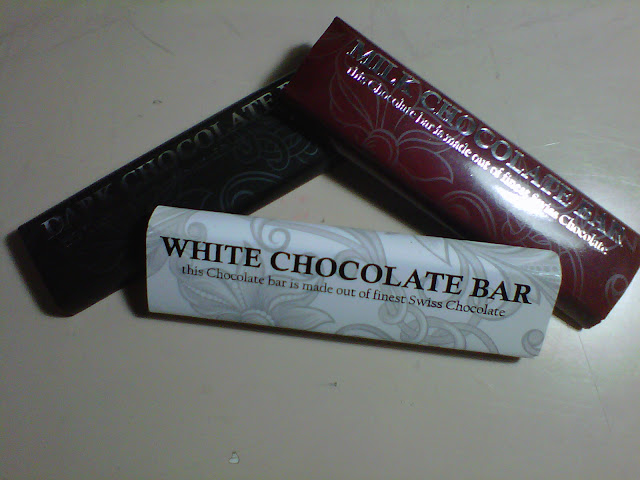 MILK CHOCOLATE BAR
this Chocolate bar is made out of finest Swiss Chocolate
DARK CHOCOLATE B
WHITE CHOCOLATE BAR
this Chocolate bar is made out of finest Swiss Chocolate